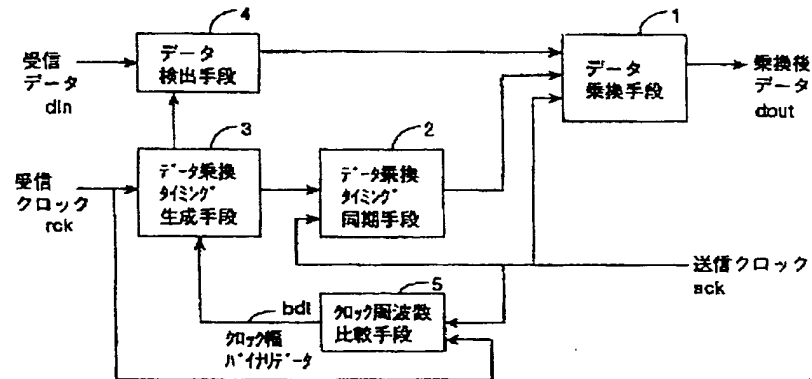 4
データ
検出手段
受信
データ
din
1
データ
乗換手段
乗換後
データ
dout
3
データ乗換
タイミング
生成手段
2
データ乗換
タイミング
同期手段
受信
クロック
rck
送信クロック
sck
5
クロック周波数
比較手段
bdt
クロック幅
バイナリデータ